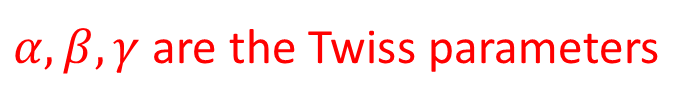 𝛼, 𝛽, 𝛾 are the Twiss parameters